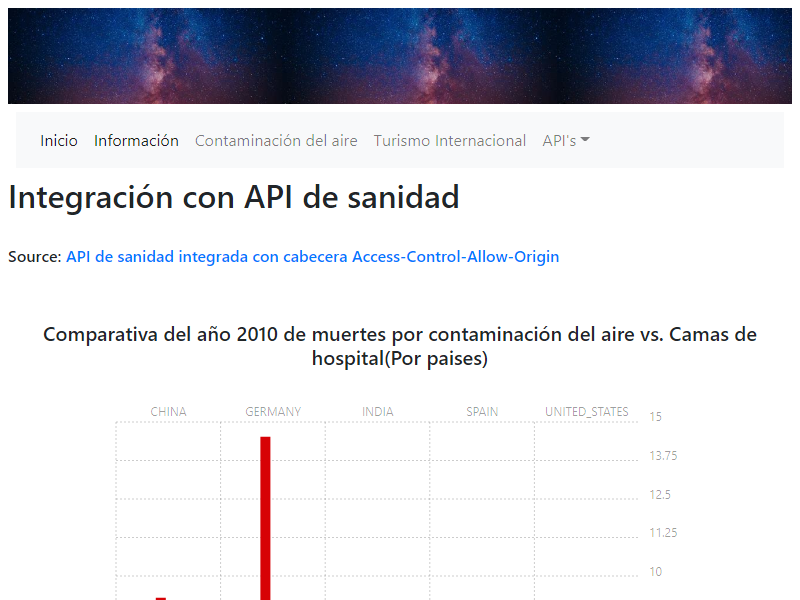 Inicio Información Contaminación del aire Turismo Internacional API's
Integración con API de sanidad
Source: API de sanidad integrada con cabecera Access-Control-Allow-Origin
Comparativa del año 2010 de muertes por contaminación del aire vs. Camas de
hospital(Por paises)
CHINA GERMANY INDIA SPAIN UNITED_STATES
15
13.75
12.5
11.25
10